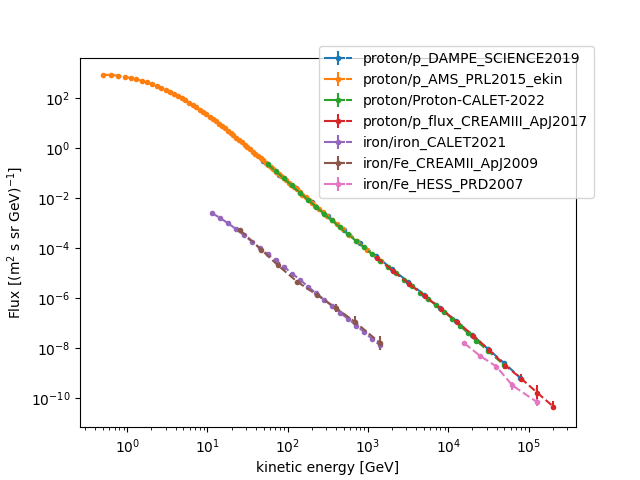 proton/p_DAMPE_SCIENCE2019
proton/p_AMS_PRL2015_ekin
proton/Proton-CALET-2022
proton/p_flux_CREAMIII_ApJ2017
iron/iron_CALET2021
iron/Fe_CREAMII_ApJ2009
iron/Fe_HESS_PRD2007
Flux [(m² s sr GeV)⁻¹]
10²
10⁰
10⁻²
10⁻⁴
10⁻⁶
10⁻⁸
10⁻¹⁰
10⁰ 10¹ 10² 10³ 10⁴ 10⁵
kinetic energy [GeV]